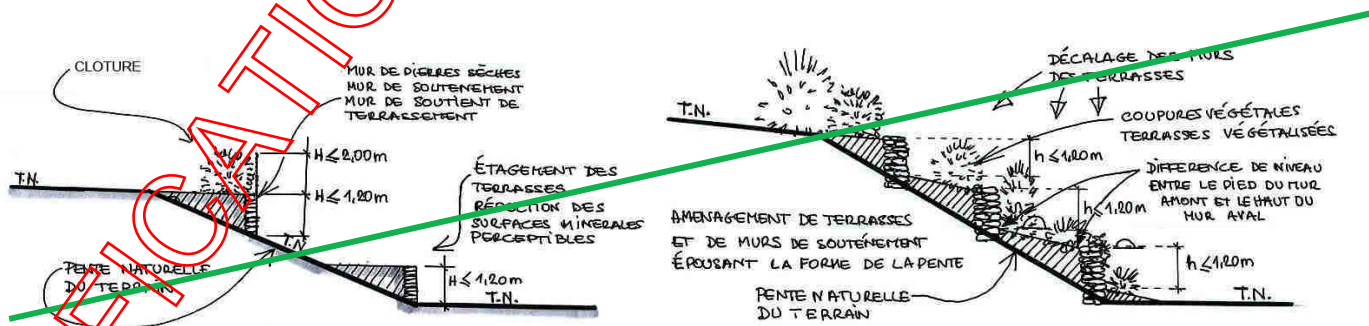 CLOTURE
MUR DE PIERRES SÈCHES
MUR DE SOUTENEMENT
MUR DE SOUTIENT DE
TERRASSEMENT
H ≤ 2,00m
T.N.
H ≤ 1,20m
ÉTAGEMENT DES
TERRASSES
RÉDUCTION DES
SURFACES MINERALES
PERCEPTIBLES
T.N
PENTE NATURELLE
DU TERRAIN
H ≤ 1,20m
T.N.
DÉCALAGE DES MURS
DES TERRASSES
T.N.
COUPURES VÉGÉTALES
TERRASSES VÉGÉTALISÉES
h ≤ 1,20m
DIFFERENCE DE NIVEAU
ENTRE LE PIED DU MUR
AMONT ET LE HAUT DU
MUR AVAL
h ≤ 1,20m
AMENAGEMENT DE TERRASSES
ET DE MURS DE SOUTÉNEMENT
ÉPOUSANT LA FORME DE LA PENTE
h ≤ 1,20m
PENTE NATURELLE
DU TERRAIN
T.N.
FICATIO